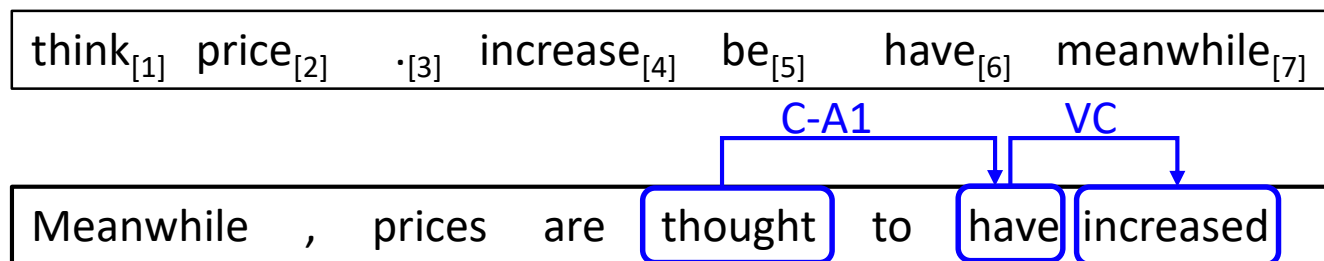 think[1] price[2] .[3] increase[4] be[5] have[6] meanwhile[7]
C-A1 VC
Meanwhile , prices are thought to have increased